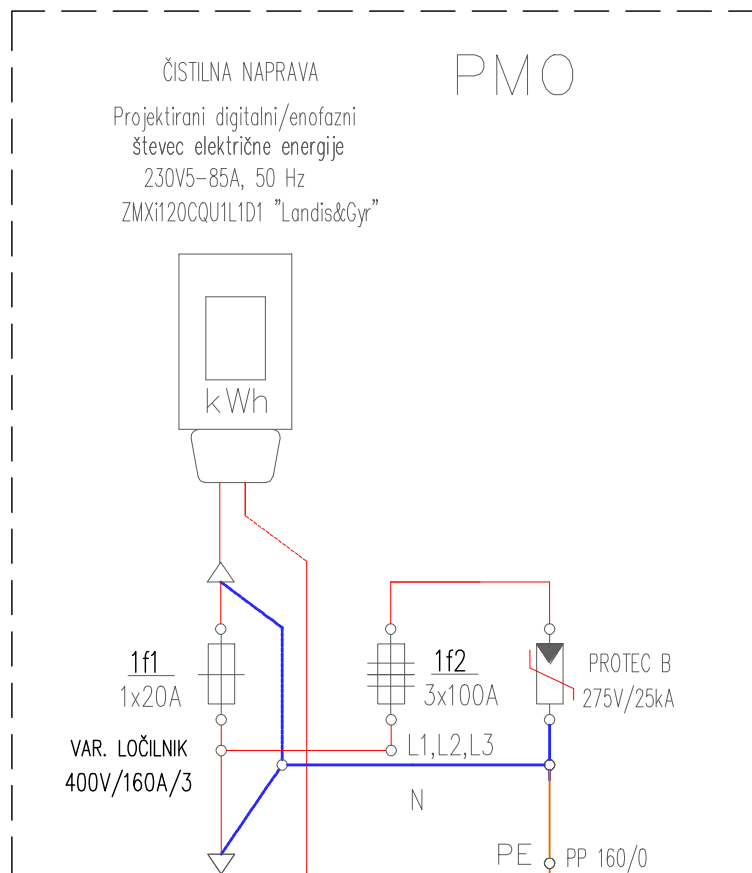 ČISTILNA NAPRAVA
PMO
Projektirani digitalni/enofazni
števec električne energije
230V5-85A, 50 Hz
ZMXi120CQU1L1D1 "Landis&Gyr"
kWh
1f1
1x20A
1f2
3x100A
PROTEC B
275V/25kA
VAR. LOČILNIK
400V/160A/3
L1,L2,L3
N
PE
PP 160/0